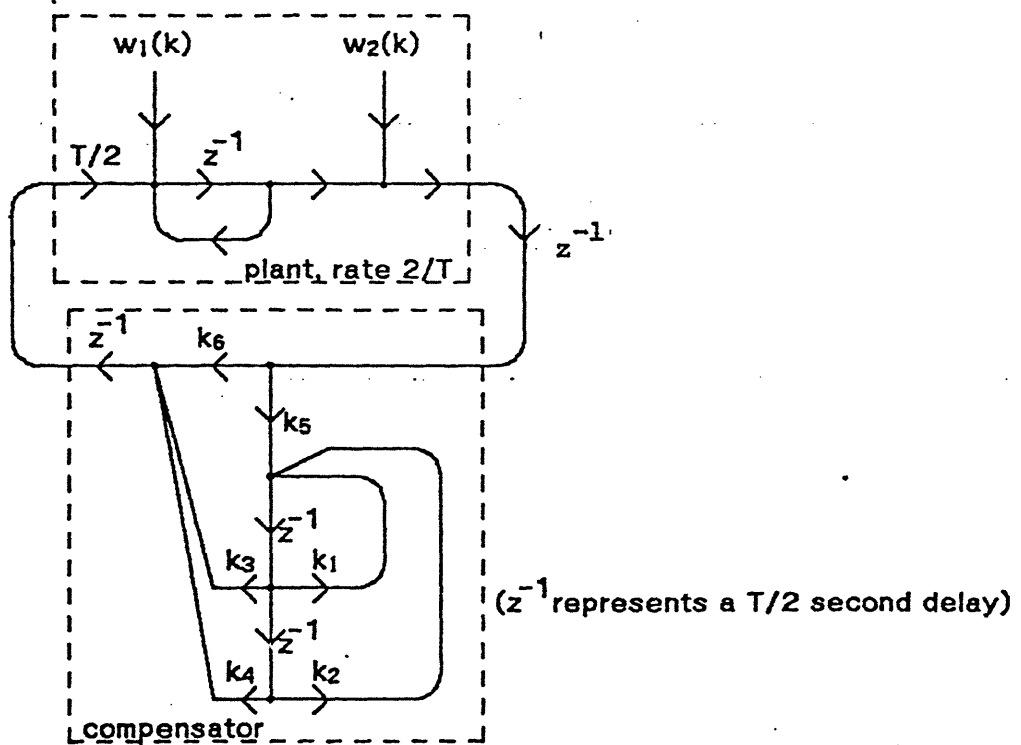 w₁(k) w₂(k)
T/2 z⁻¹
z⁻¹
plant, rate 2/T
z⁻¹ k₆
k₅
z⁻¹
k₃ k₁
(z⁻¹ represents a T/2 second delay)
z⁻¹
k₄ k₂
compensator